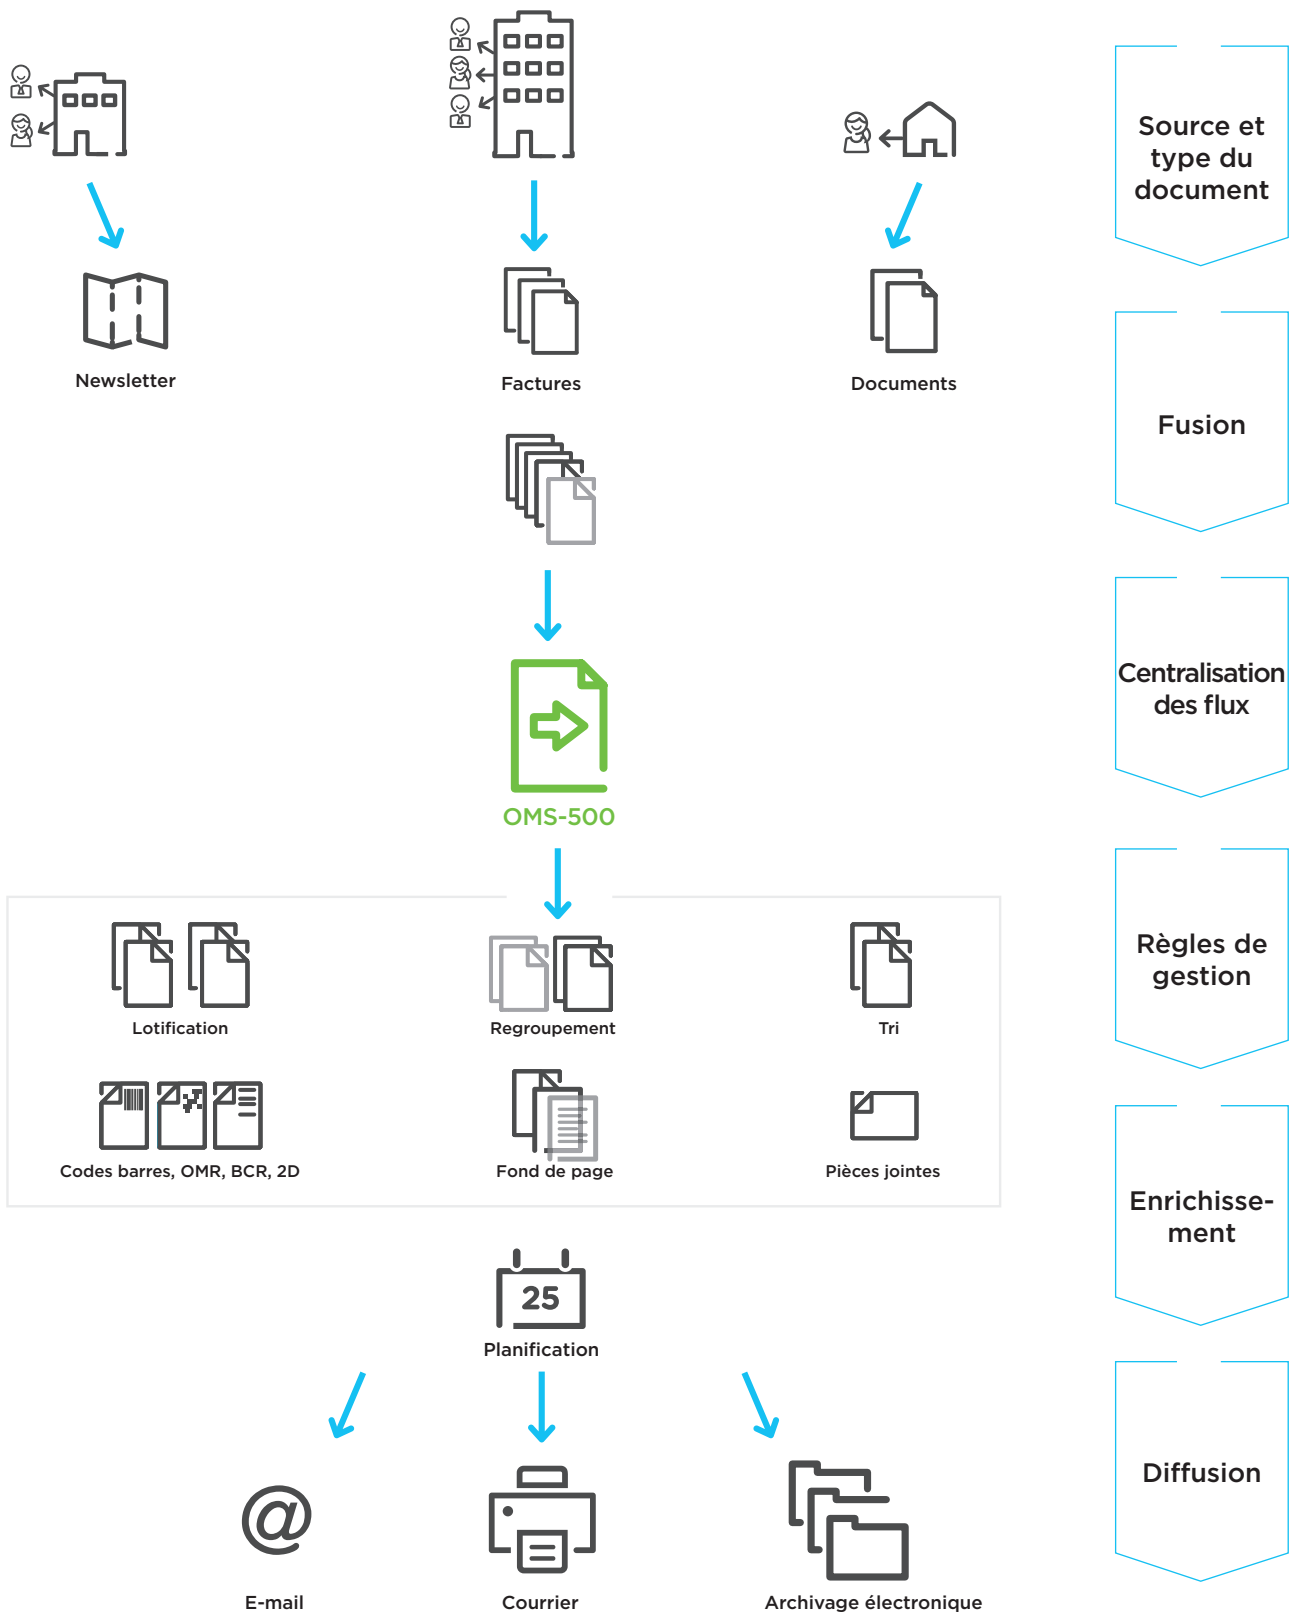 Source et
type du
document
Newsletter
Factures
Documents
Fusion
Centralisation
des flux
OMS-500
Règles de
gestion
Lotification
Regroupement
Tri
Codes barres, OMR, BCR, 2D
Fond de page
Pièces jointes
Enrichisse-
ment
25
Planification
Diffusion
@
E-mail
Courrier
Archivage électronique